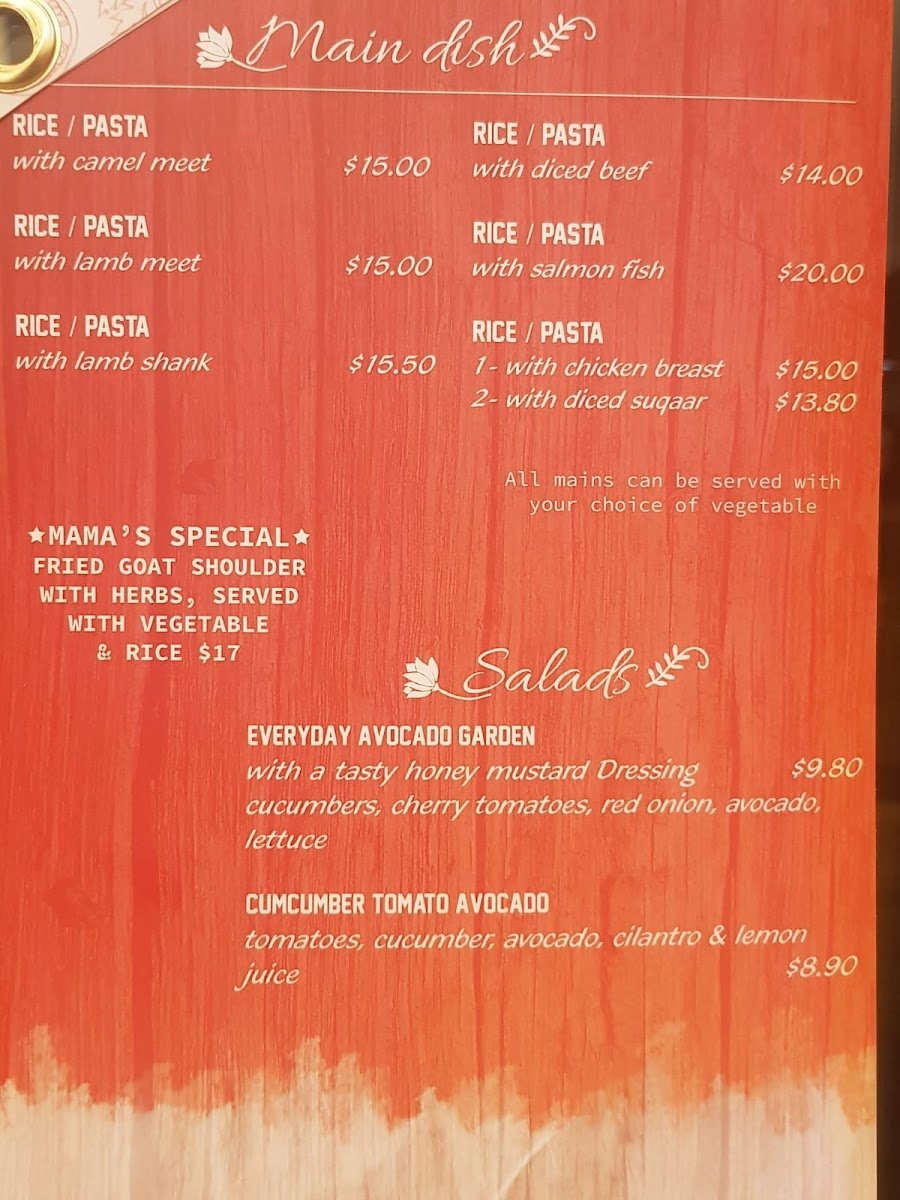 Main dish
RICE / PASTA
with camel meet $15.00
RICE / PASTA
with lamb meet $15.00
RICE / PASTA
with lamb shank $15.50
RICE / PASTA
with diced beef $14.00
RICE / PASTA
with salmon fish $20.00
RICE / PASTA
1- with chicken breast $15.00
2- with diced suqaar $13.80
All mains can be served with
your choice of vegetable
★MAMA'S SPECIAL★
FRIED GOAT SHOULDER
WITH HERBS, SERVED
WITH VEGETABLE
& RICE $17
Salads
EVERYDAY AVOCADO GARDEN
with a tasty honey mustard Dressing $9.80
cucumbers, cherry tomatoes, red onion, avocado,
lettuce
CUMCUMBER TOMATO AVOCADO
tomatoes, cucumber, avocado, cilantro & lemon
juice $8.90